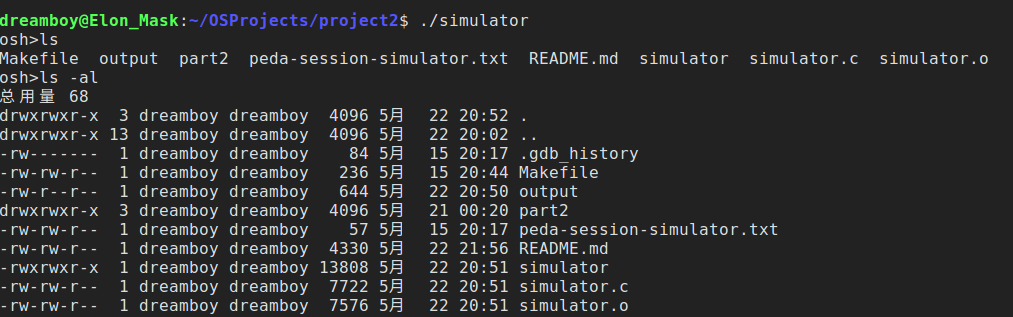 dreamboy@Elon_Mask:~/OSProjects/project2$ ./simulator
osh>ls
Makefile  output  part2  peda-session-simulator.txt  README.md  simulator  simulator.c  simulator.o
osh>ls -al
总用量 68
drwxrwxr-x  3 dreamboy dreamboy  4096 5月  22 20:52 .
drwxrwxr-x 13 dreamboy dreamboy  4096 5月  22 20:02 ..
-rw-------  1 dreamboy dreamboy    84 5月  15 20:17 .gdb_history
-rw-rw-r--  1 dreamboy dreamboy   236 5月  15 20:44 Makefile
-rw-r--r--  1 dreamboy dreamboy   644 5月  22 20:50 output
drwxrwxr-x  3 dreamboy dreamboy  4096 5月  21 00:20 part2
-rw-rw-r--  1 dreamboy dreamboy    57 5月  15 20:17 peda-session-simulator.txt
-rw-rw-r--  1 dreamboy dreamboy  4330 5月  22 21:56 README.md
-rwxrwxr-x  1 dreamboy dreamboy 13808 5月  22 20:51 simulator
-rw-rw-r--  1 dreamboy dreamboy  7722 5月  22 20:51 simulator.c
-rw-rw-r--  1 dreamboy dreamboy  7576 5月  22 20:51 simulator.o